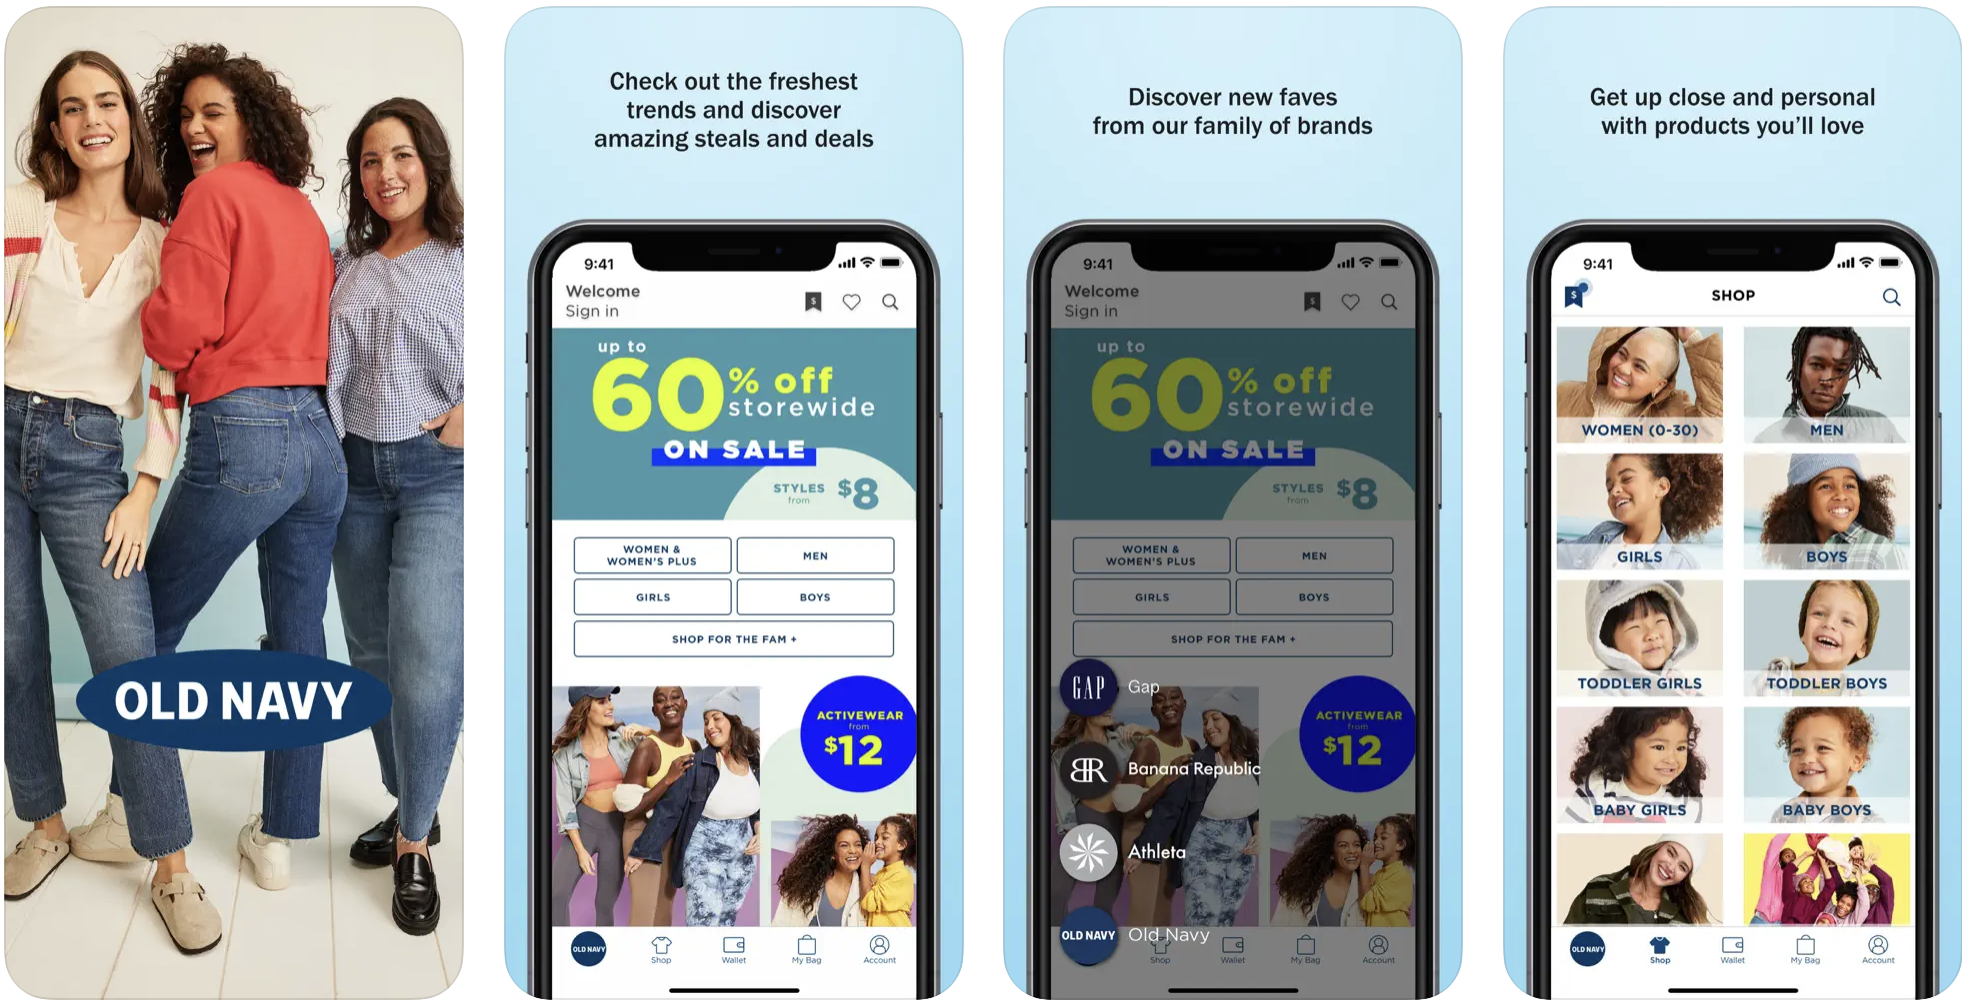 OLD NAVY
Check out the freshest
trends and discover
amazing steals and deals
9:41
Welcome
Sign in
$
up to
60% off
storewide
ON SALE
STYLES
from
$8
WOMEN &
WOMEN'S PLUS
MEN
GIRLS
BOYS
SHOP FOR THE FAM +
ACTIVEWEAR
from
$12
OLD NAVY
Shop
Wallet
My Bag
Account
Discover new faves
from our family of brands
9:41
Welcome
Sign in
$
up to
60% off
storewide
ON SALE
STYLES
from
$8
WOMEN &
WOMEN'S PLUS
MEN
GIRLS
BOYS
SHOP FOR THE FAM +
GAP
Gap
ACTIVEWEAR
from
$12
BR
Banana Republic
Athleta
OLD NAVY
Old Navy
Shop
Wallet
My Bag
Account
Get up close and personal
with products you’ll love
9:41
$
SHOP
WOMEN (0-30)
MEN
GIRLS
BOYS
TODDLER GIRLS
TODDLER BOYS
BABY GIRLS
BABY BOYS
OLD NAVY
Shop
Wallet
My Bag
Account